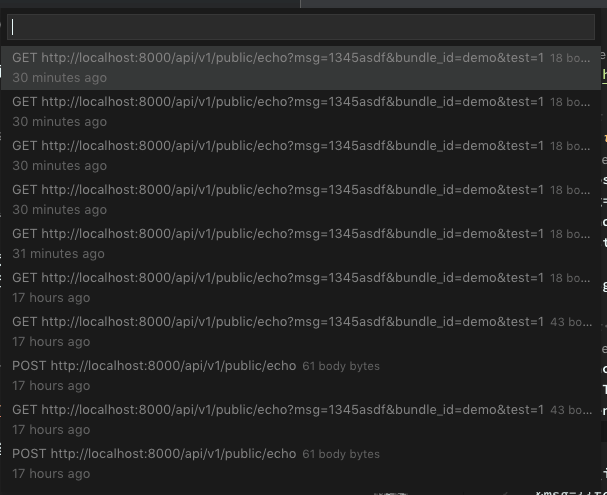 GET http://localhost:8000/api/v1/public/echo?msg=1345asdf&bundle_id=demo&test=1 18 bo...
30 minutes ago
GET http://localhost:8000/api/v1/public/echo?msg=1345asdf&bundle_id=demo&test=1 18 bo...
30 minutes ago
GET http://localhost:8000/api/v1/public/echo?msg=1345asdf&bundle_id=demo&test=1 18 bo...
30 minutes ago
GET http://localhost:8000/api/v1/public/echo?msg=1345asdf&bundle_id=demo&test=1 18 bo...
30 minutes ago
GET http://localhost:8000/api/v1/public/echo?msg=1345asdf&bundle_id=demo&test=1 18 bo...
31 minutes ago
GET http://localhost:8000/api/v1/public/echo?msg=1345asdf&bundle_id=demo&test=1 18 bo...
17 hours ago
GET http://localhost:8000/api/v1/public/echo?msg=1345asdf&bundle_id=demo&test=1 43 bo...
17 hours ago
POST http://localhost:8000/api/v1/public/echo 61 body bytes
17 hours ago
GET http://localhost:8000/api/v1/public/echo?msg=1345asdf&bundle_id=demo&test=1 43 bo...
17 hours ago
POST http://localhost:8000/api/v1/public/echo 61 body bytes
17 hours ago